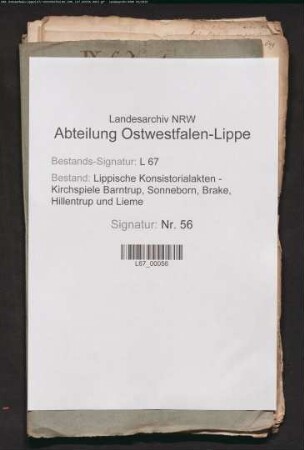 Landesarchiv NRW
Abteilung Ostwestfalen-Lippe
Bestands-Signatur: L 67
Bestand: Lippische Konsistorialakten -
Kirchspiele Barntrup, Sonneborn, Brake,
Hillentrup und Lieme
Signatur: Nr. 56
L67_00056